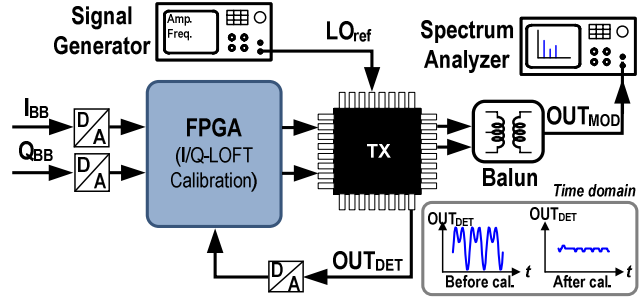 Signal
Generator
Amp.
Freq.
LOref
Spectrum
Analyzer
IBB
D
A
QBB
D
A
FPGA
(I/Q-LOFT
Calibration)
TX
OUTMOD
Balun
Time domain
OUTDET
t
Before cal.
OUTDET
t
After cal.
D
A
OUTDET